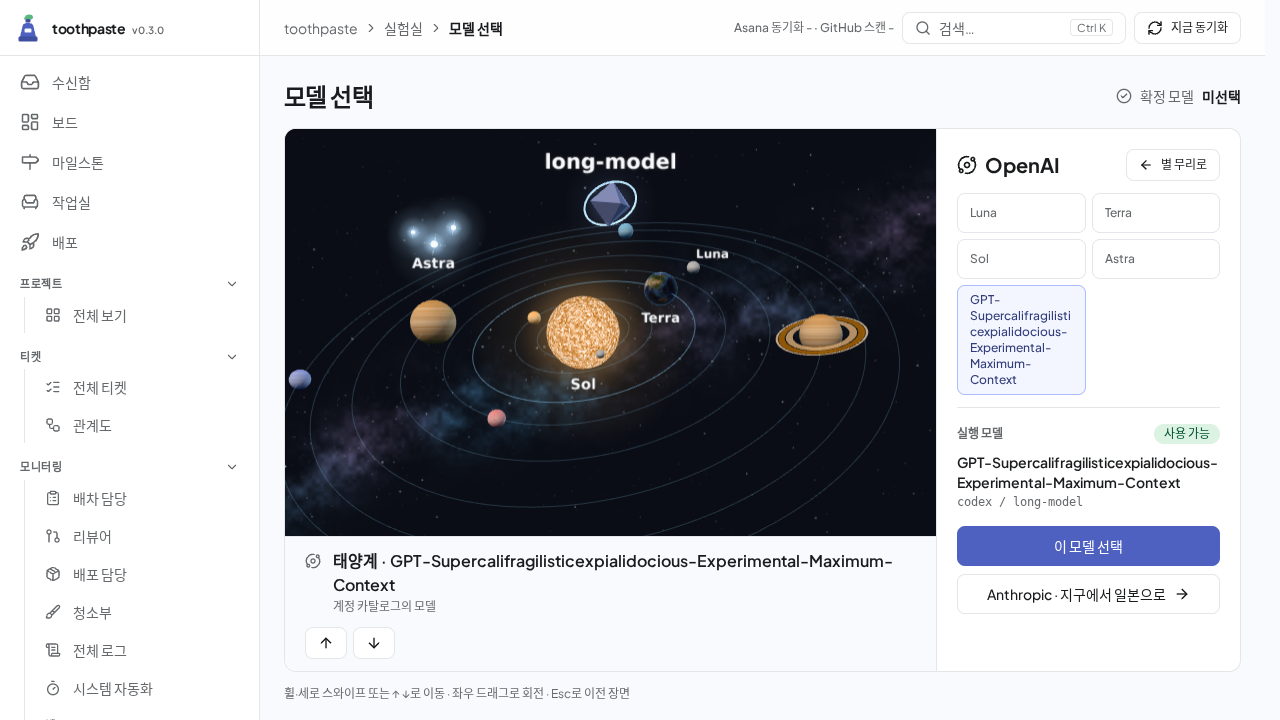 toothpaste v0.3.0
toothpaste > 실험실 > 모델 선택
Asana 동기화 - · GitHub 스캔 -
검색...
Ctrl K
지금 동기화
수신함
보드
마일스톤
작업실
배포
프로젝트
전체 보기
티켓
전체 티켓
관계도
모니터링
배차 담당
리뷰어
배포 담당
청소부
전체 로그
시스템 자동화
모델 선택
확정 모델 미선택
long-model
Astra
Luna
Terra
Sol
태양계 · GPT-Supercalifragilisticexpialidocious-Experimental-Maximum-
Context
계정 카탈로그의 모델
OpenAI
별 무리로
Luna
Terra
Sol
Astra
GPT-
Supercalifragilisti
cexpialidocious-
Experimental-
Maximum-
Context
실행 모델
사용 가능
GPT-Supercalifragilisticexpialidocious-
Experimental-Maximum-Context
codex / long-model
이 모델 선택
Anthropic · 지구에서 일본으로 →
휠·세로 스와이프 또는 ↑ ↓로 이동 · 좌우 드래그로 회전 · Esc로 이전 장면